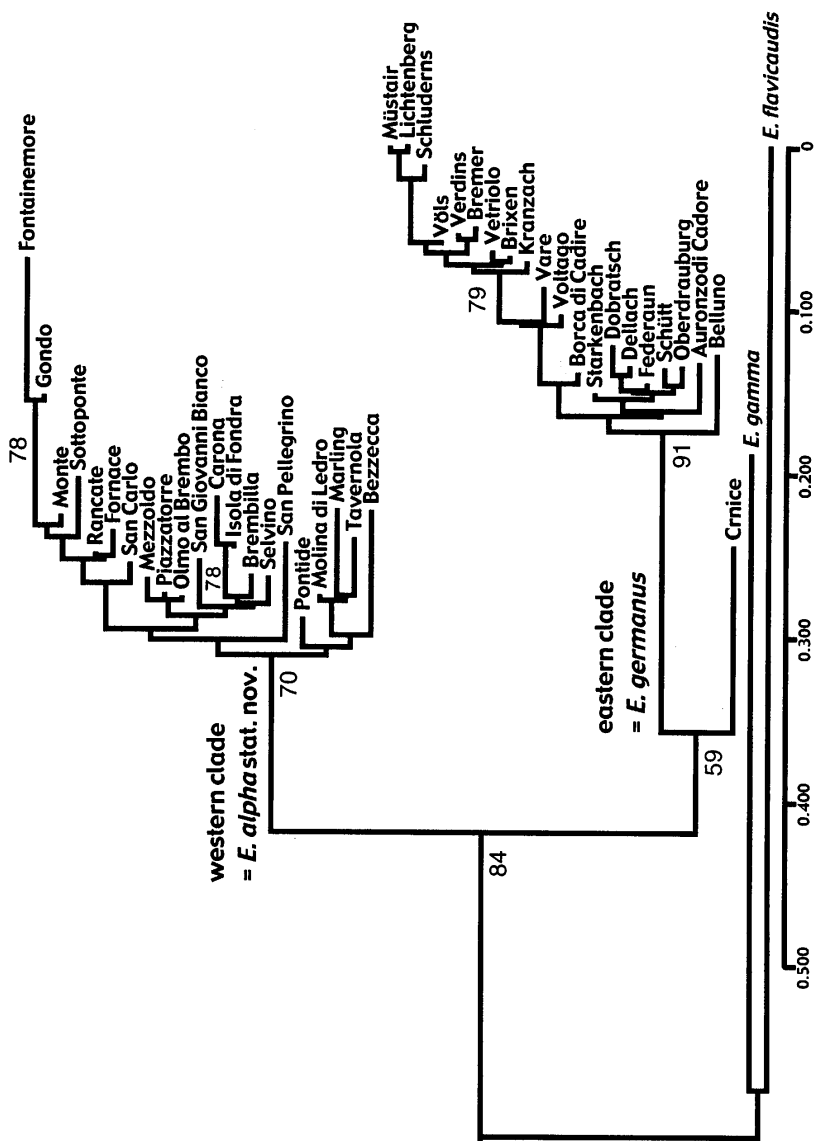 Fontainemore
Gondo
78
Monte
Sottoponte
Rancate
Fornace
San Carlo
Mezzoldo
Piazzatorre
Olmo al Brembo
San Giovanni Bianco
Carona
78
Isola di Fondra
Brembilla
Selvino
San Pellegrino
Pontide
Molina di Ledro
Marling
Tavernola
Bezzecca
western clade
= E. alpha stat. nov.
70
Müstair
Lichtenberg
Schluderns
Völs
Verdins
Bremer
Vetriolo
Brixen
Kranzach
79
Vare
Voltago
Borca di Cadire
Starkenbach
Dobratsch
Dellach
Federaun
Schütt
Oberdrauburg
Auronzodi Cadore
Belluno
91
eastern clade
= E. germanus
Crnice
59
84
E. gamma
E. flavicaudis
0.500
0.400
0.300
0.200
0.100
0